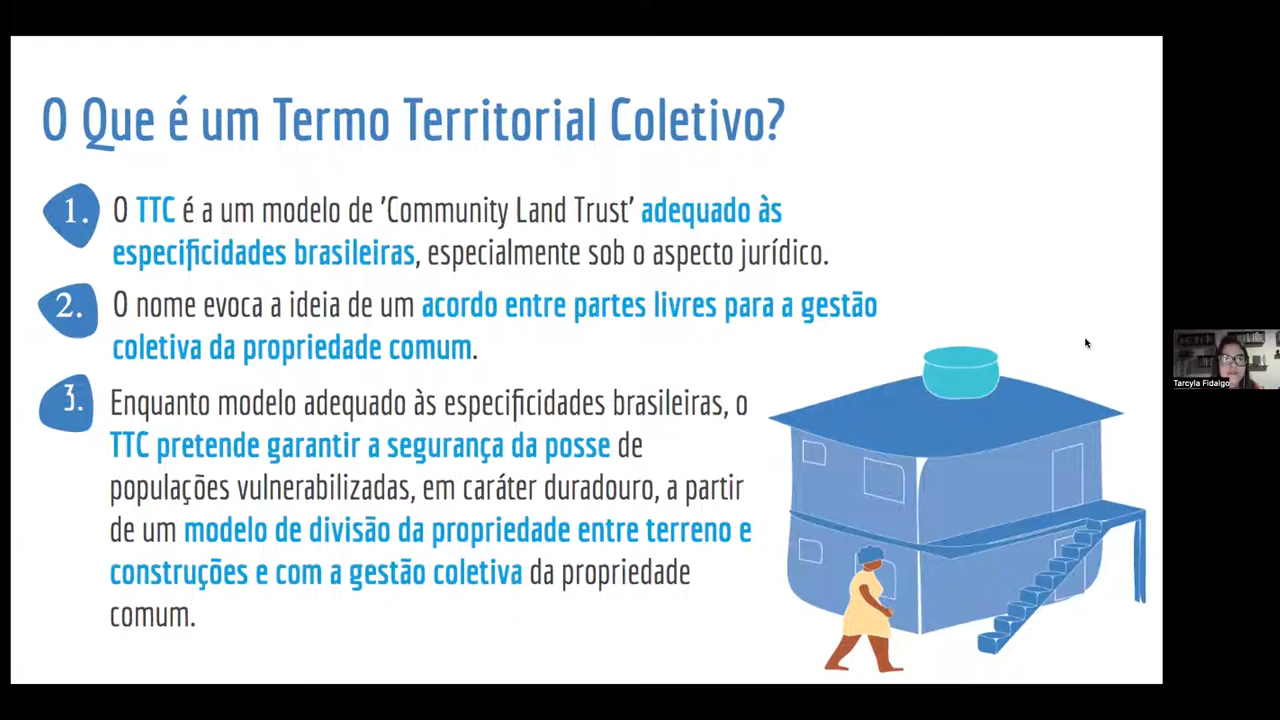 O Que é um Termo Territorial Coletivo?
1. O TTC é a um modelo de 'Community Land Trust' adequado às
especificidades brasileiras, especialmente sob o aspecto jurídico.
2. O nome evoca a ideia de um acordo entre partes livres para a gestão
coletiva da propriedade comum.
3. Enquanto modelo adequado às especificidades brasileiras, o
TTC pretende garantir a segurança da posse de
populações vulnerabilizadas, em caráter duradouro, a partir
de um modelo de divisão da propriedade entre terreno e
construções e com a gestão coletiva da propriedade
comum.
Tarcyla Fidalgo